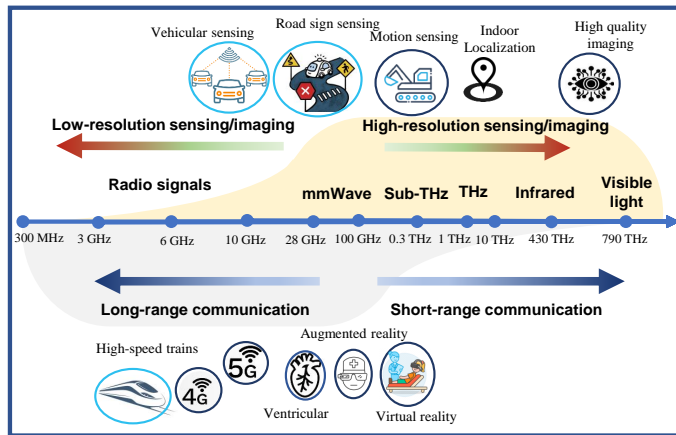 Vehicular sensing
Road sign sensing
Motion sensing
Indoor
Localization
High quality
imaging
Low-resolution sensing/imaging
High-resolution sensing/imaging
Radio signals
mmWave
Sub-THz
THz
Infrared
Visible
light
300 MHz
3 GHz
6 GHz
10 GHz
28 GHz
100 GHz
0.3 THz
1 THz
10 THz
430 THz
790 THz
Long-range communication
Short-range communication
High-speed trains
4G
5G
Augmented reality
Ventricular
Virtual reality